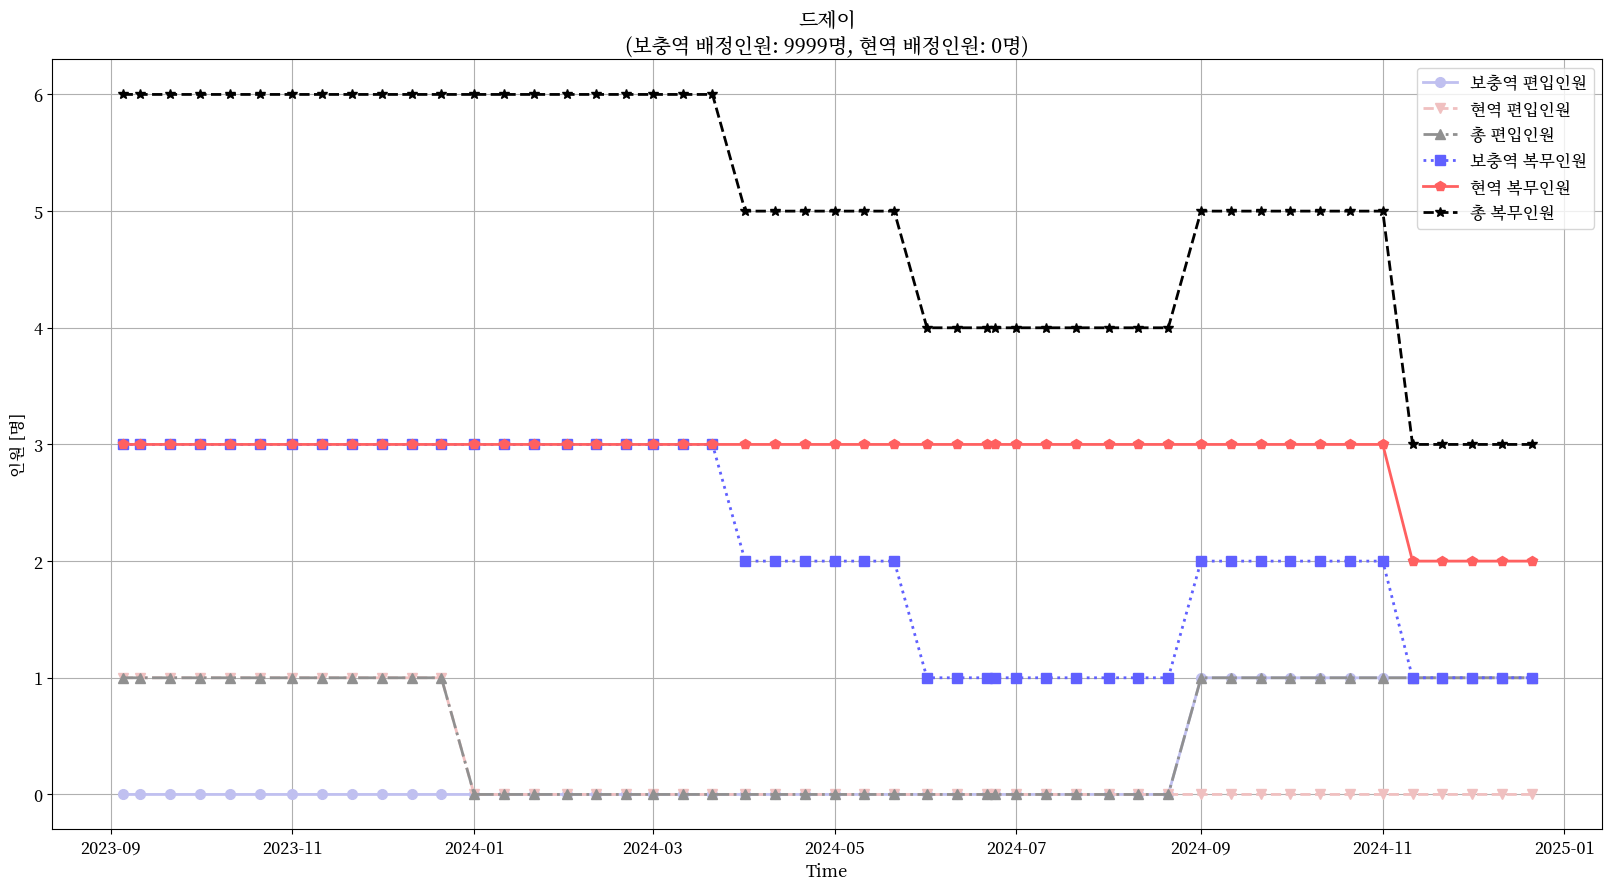 드제이
(보충역 배정인원: 9999명, 현역 배정인원: 0명)
보충역 편입인원
현역 편입인원
총 편입인원
보충역 복무인원
현역 복무인원
총 복무인원
인원 [명]
6
5
4
3
2
1
0
2023-09
2023-11
2024-01
2024-03
2024-05
2024-07
2024-09
2024-11
2025-01
Time